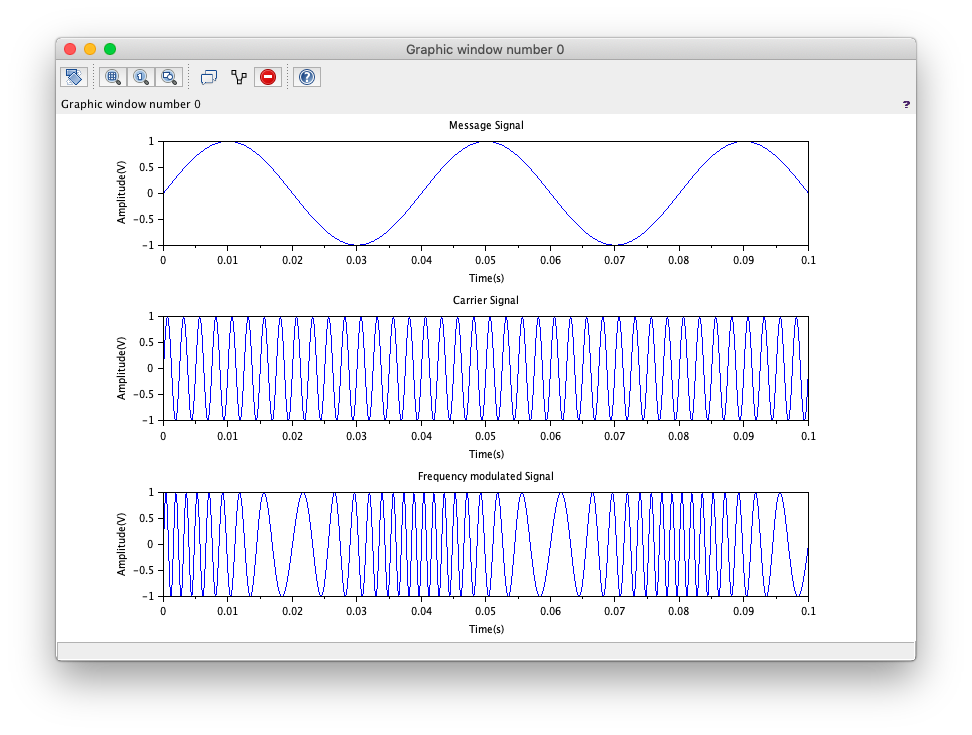 Graphic window number 0
Graphic window number 0 ?
Message Signal
Amplitude(V)
1
0.5
0
-0.5
-1
0 0.01 0.02 0.03 0.04 0.05 0.06 0.07 0.08 0.09 0.1
Time(s)
Carrier Signal
Amplitude(V)
1
0.5
0
-0.5
-1
0 0.01 0.02 0.03 0.04 0.05 0.06 0.07 0.08 0.09 0.1
Time(s)
Frequency modulated Signal
Amplitude(V)
1
0.5
0
-0.5
-1
0 0.01 0.02 0.03 0.04 0.05 0.06 0.07 0.08 0.09 0.1
Time(s)